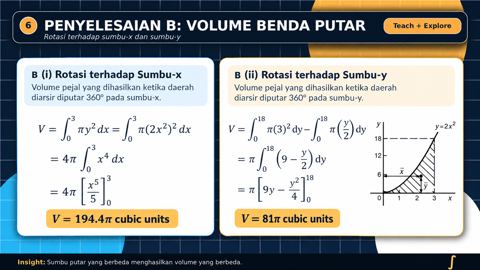 6
PENYELESAIAN B: VOLUME BENDA PUTAR
Rotasi terhadap sumbu-x dan sumbu-y
Teach + Explore
B (i) Rotasi terhadap Sumbu-x
Volume pejal yang dihasilkan ketika daerah
diarsir diputar 360° pada sumbu-x.
V = ∫₀³ πy² dx = ∫₀³ π(2x²)² dx
= 4π ∫₀³ x⁴ dx
= 4π [x⁵/5]₀³
V = 194.4π cubic units
B (ii) Rotasi terhadap Sumbu-y
Volume pejal yang dihasilkan ketika daerah
diarsir diputar 360° pada sumbu-y.
V = ∫₀¹⁸ π(3)² dy − ∫₀¹⁸ π(y/2) dy
= π ∫₀¹⁸ (9 − y/2) dy
= π [9y − y²/4]₀¹⁸
V = 81π cubic units
y
y=2x²
18
12
6
x̄
ȳ
0 1 2 3 x
Insight: Sumbu putar yang berbeda menghasilkan volume yang berbeda.
∫